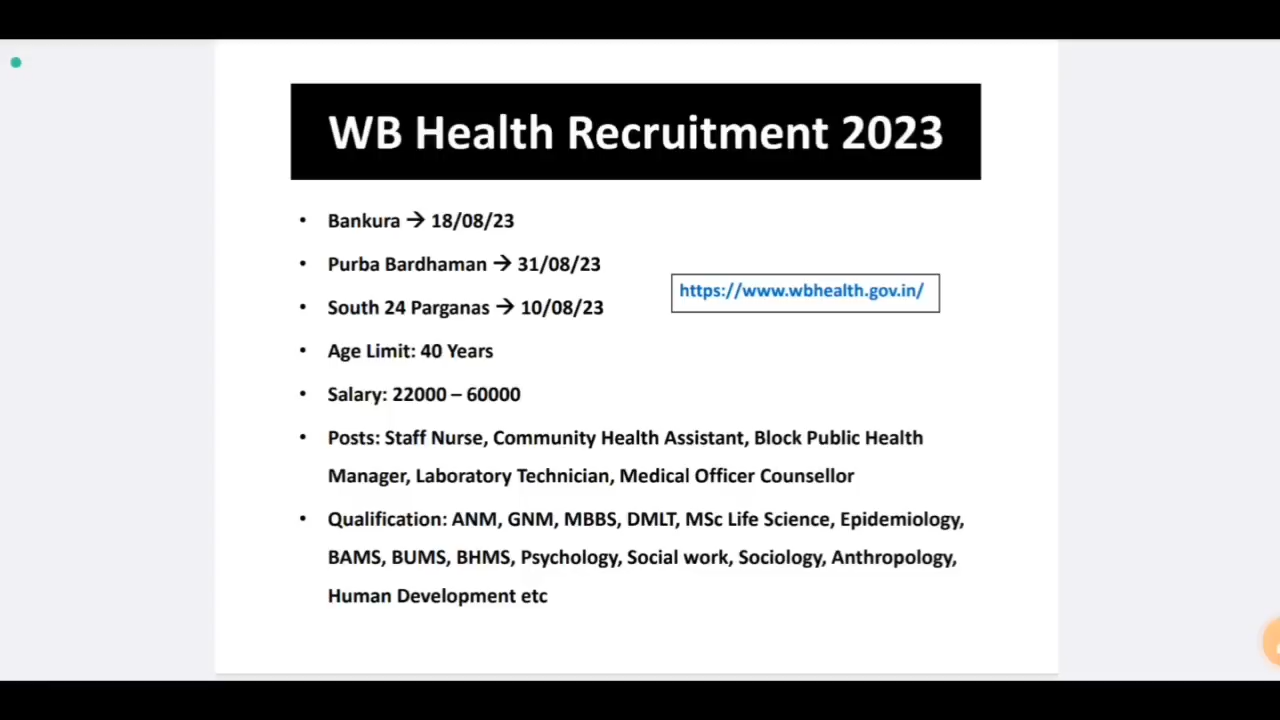 WB Health Recruitment 2023
• Bankura → 18/08/23
• Purba Bardhaman → 31/08/23
https://www.wbhealth.gov.in/
• South 24 Parganas → 10/08/23
• Age Limit: 40 Years
• Salary: 22000 – 60000
• Posts: Staff Nurse, Community Health Assistant, Block Public Health
Manager, Laboratory Technician, Medical Officer Counsellor
• Qualification: ANM, GNM, MBBS, DMLT, MSc Life Science, Epidemiology,
BAMS, BUMS, BHMS, Psychology, Social work, Sociology, Anthropology,
Human Development etc